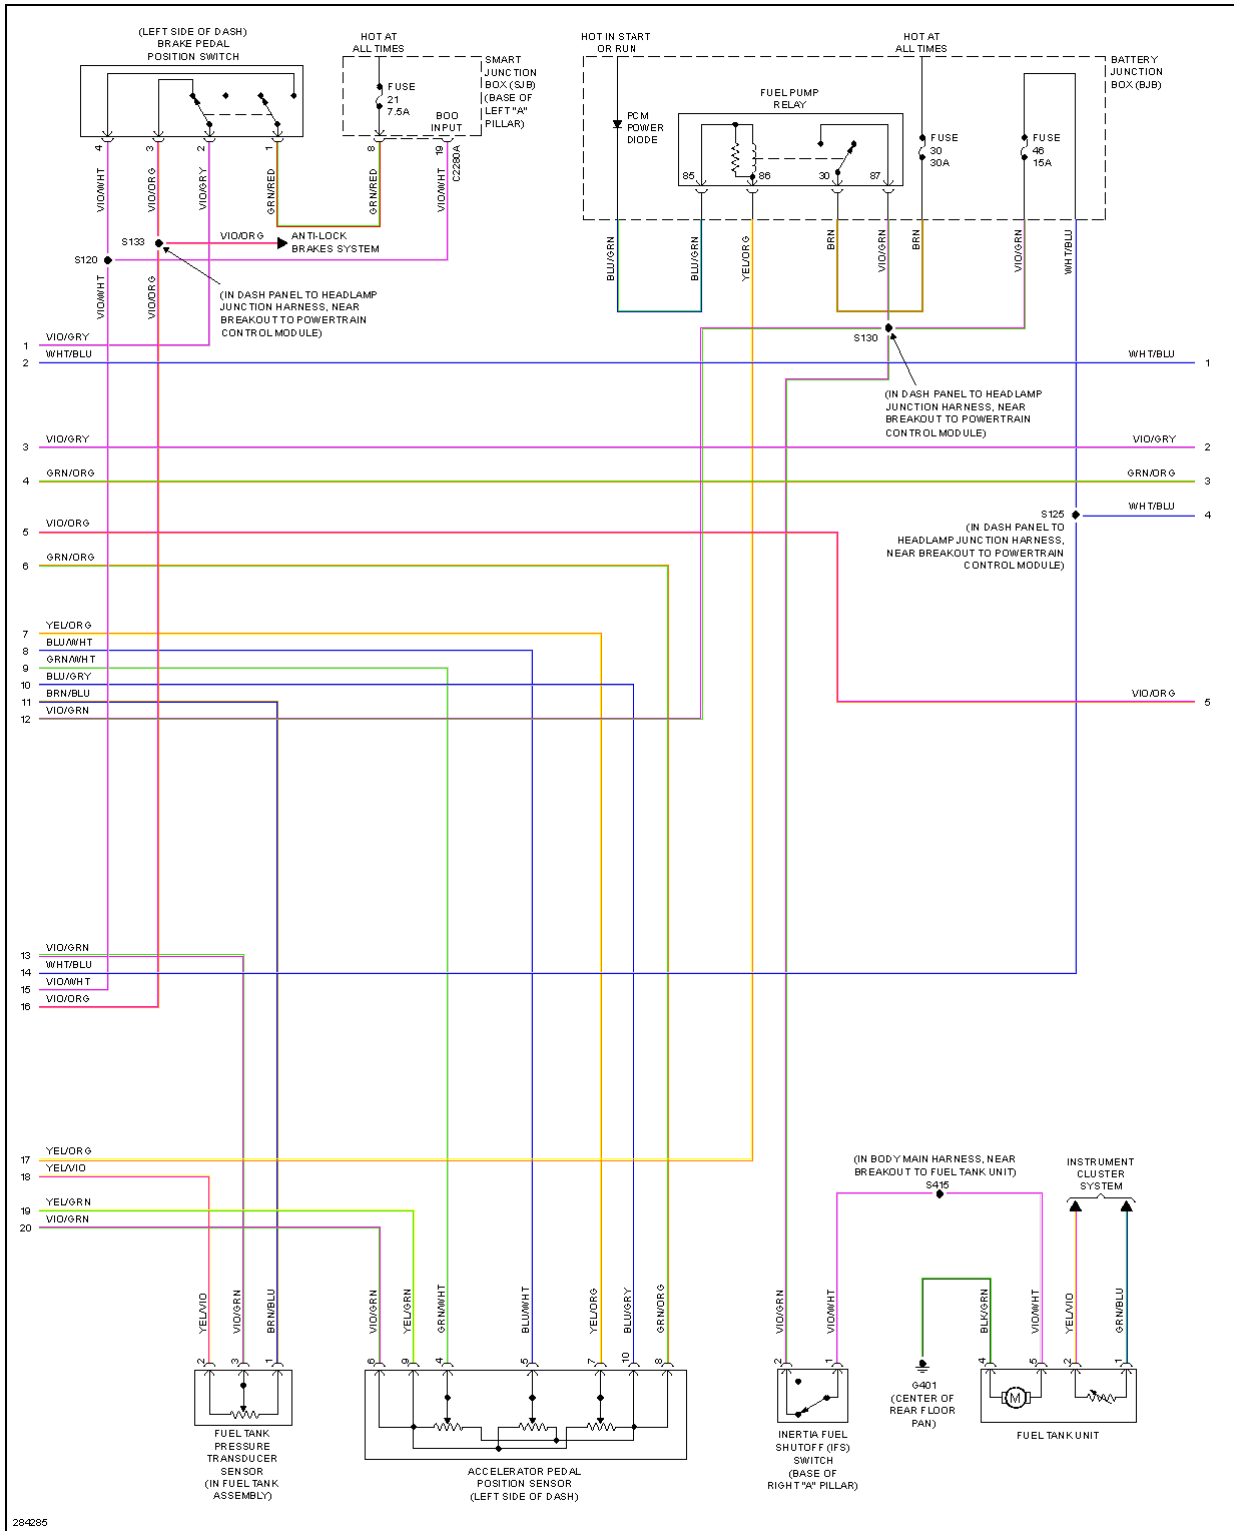 (LEFT SIDE OF DASH)
BRAKE PEDAL
POSITION SWITCH
HOT AT
ALL TIMES
SMART
JUNCTION
BOX (SJB)
(BASE OF
LEFT "A"
PILLAR)
FUSE
21
7.5A
BOO
INPUT
HOT IN START
OR RUN
HOT AT
ALL TIMES
BATTERY
JUNCTION
BOX (BJB)
FUEL PUMP
RELAY
PCM
POWER
DIODE
FUSE
30
30A
FUSE
46
15A
85
86
30
87
4
3
2
1
8
19
C2280A
VIO/WHT
VIO/ORG
VIO/GRY
GRN/RED
GRN/RED
VIO/WHT
BLU/GRN
BLU/GRN
YEL/ORG
BRN
VIO/GRN
BRN
VIO/GRN
WHT/BLU
S133
VIO/ORG
ANTI-LOCK
BRAKES SYSTEM
S120
VIO/WHT
VIO/ORG
(IN DASH PANEL TO HEADLAMP
JUNCTION HARNESS, NEAR
BREAKOUT TO POWERTRAIN
CONTROL MODULE)
S130
(IN DASH PANEL TO HEADLAMP
JUNCTION HARNESS, NEAR
BREAKOUT TO POWERTRAIN
CONTROL MODULE)
1 VIO/GRY
2 WHT/BLU
WHT/BLU 1
3 VIO/GRY
VIO/GRY 2
4 GRN/ORG
GRN/ORG 3
S125
WHT/BLU 4
(IN DASH PANEL TO
HEADLAMP JUNCTION HARNESS,
NEAR BREAKOUT TO POWERTRAIN
CONTROL MODULE)
5 VIO/ORG
6 GRN/ORG
7 YEL/ORG
8 BLU/WHT
9 GRN/WHT
10 BLU/GRY
11 BRN/BLU
12 VIO/GRN
VIO/ORG 5
13 VIO/GRN
14 WHT/BLU
15 VIO/WHT
16 VIO/ORG
17 YEL/ORG
18 YEL/VIO
19 YEL/GRN
20 VIO/GRN
(IN BODY MAIN HARNESS, NEAR
BREAKOUT TO FUEL TANK UNIT)
S415
INSTRUMENT
CLUSTER
SYSTEM
YEL/VIO
VIO/GRN
BRN/BLU
VIO/GRN
YEL/GRN
GRN/WHT
BLU/WHT
YEL/ORG
BLU/GRY
GRN/ORG
VIO/GRN
VIO/WHT
BLK/GRN
VIO/WHT
YEL/VIO
GRN/BLU
2
3
1
6
9
4
5
7
10
8
2
1
4
5
2
1
M
FUEL TANK
PRESSURE
TRANSDUCER
SENSOR
(IN FUEL TANK
ASSEMBLY)
ACCELERATOR PEDAL
POSITION SENSOR
(LEFT SIDE OF DASH)
INERTIA FUEL
SHUTOFF (IFS)
SWITCH
(BASE OF
RIGHT "A" PILLAR)
G401
(CENTER OF
REAR FLOOR
PAN)
FUEL TANK UNIT
284285